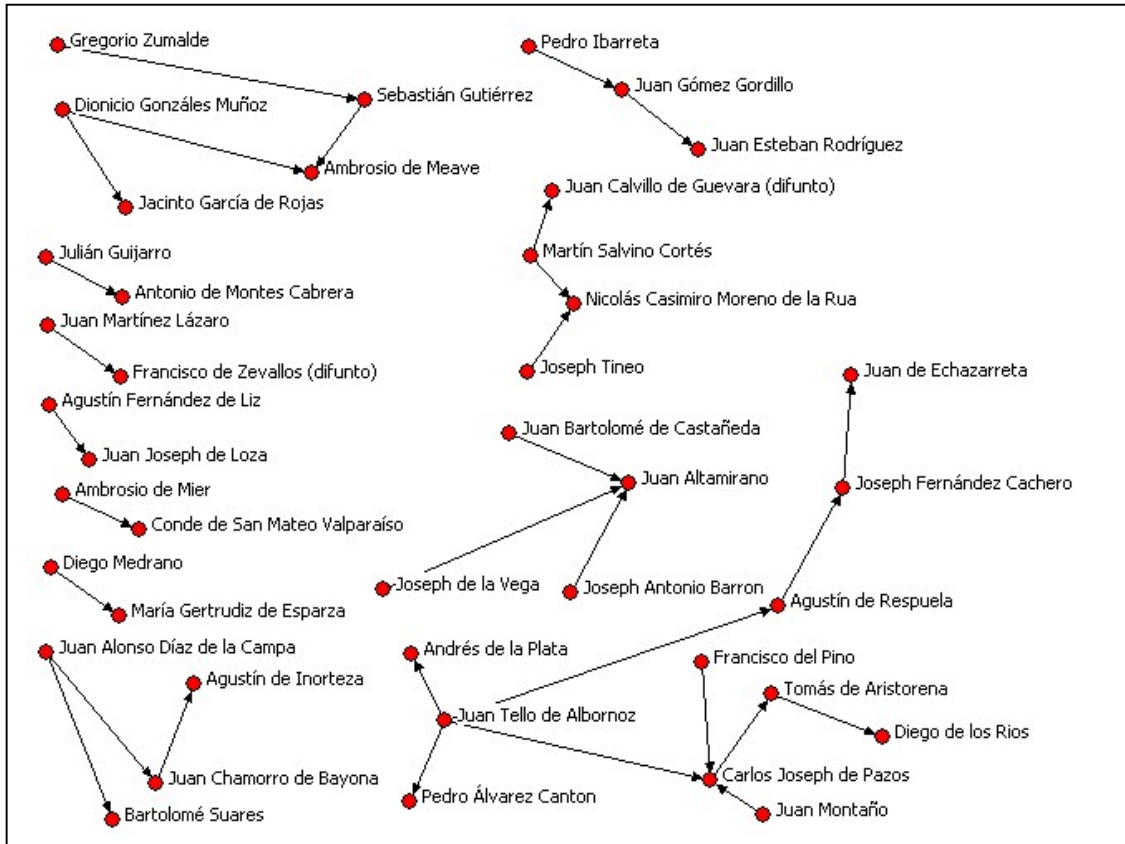 Gregorio Zumalde
Sebastián Gutiérrez
Dionicio Gonzáles Muñoz
Ambrosio de Meave
Jacinto García de Rojas
Julián Guijarro
Antonio de Montes Cabrera
Juan Martínez Lázaro
Francisco de Zevallos (difunto)
Agustín Fernández de Liz
Juan Joseph de Loza
Ambrosio de Mier
Conde de San Mateo Valparaíso
Diego Medrano
María Gertrudiz de Esparza
Juan Alonso Díaz de la Campa
Agustín de Inorteza
Juan Chamorro de Bayona
Bartolomé Suares
Pedro Ibarreta
Juan Gómez Gordillo
Juan Esteban Rodríguez
Juan Calvillo de Guevara (difunto)
Martín Salvino Cortés
Nicolás Casimiro Moreno de la Rua
Joseph Tineo
Juan de Echazarreta
Juan Bartolomé de Castañeda
Juan Altamirano
Joseph Fernández Cachero
Joseph de la Vega
Joseph Antonio Barron
Agustín de Respuela
Andrés de la Plata
Francisco del Pino
Tomás de Aristorena
Juan Tello de Albornoz
Diego de los Rios
Carlos Joseph de Pazos
Pedro Álvarez Canton
Juan Montaño